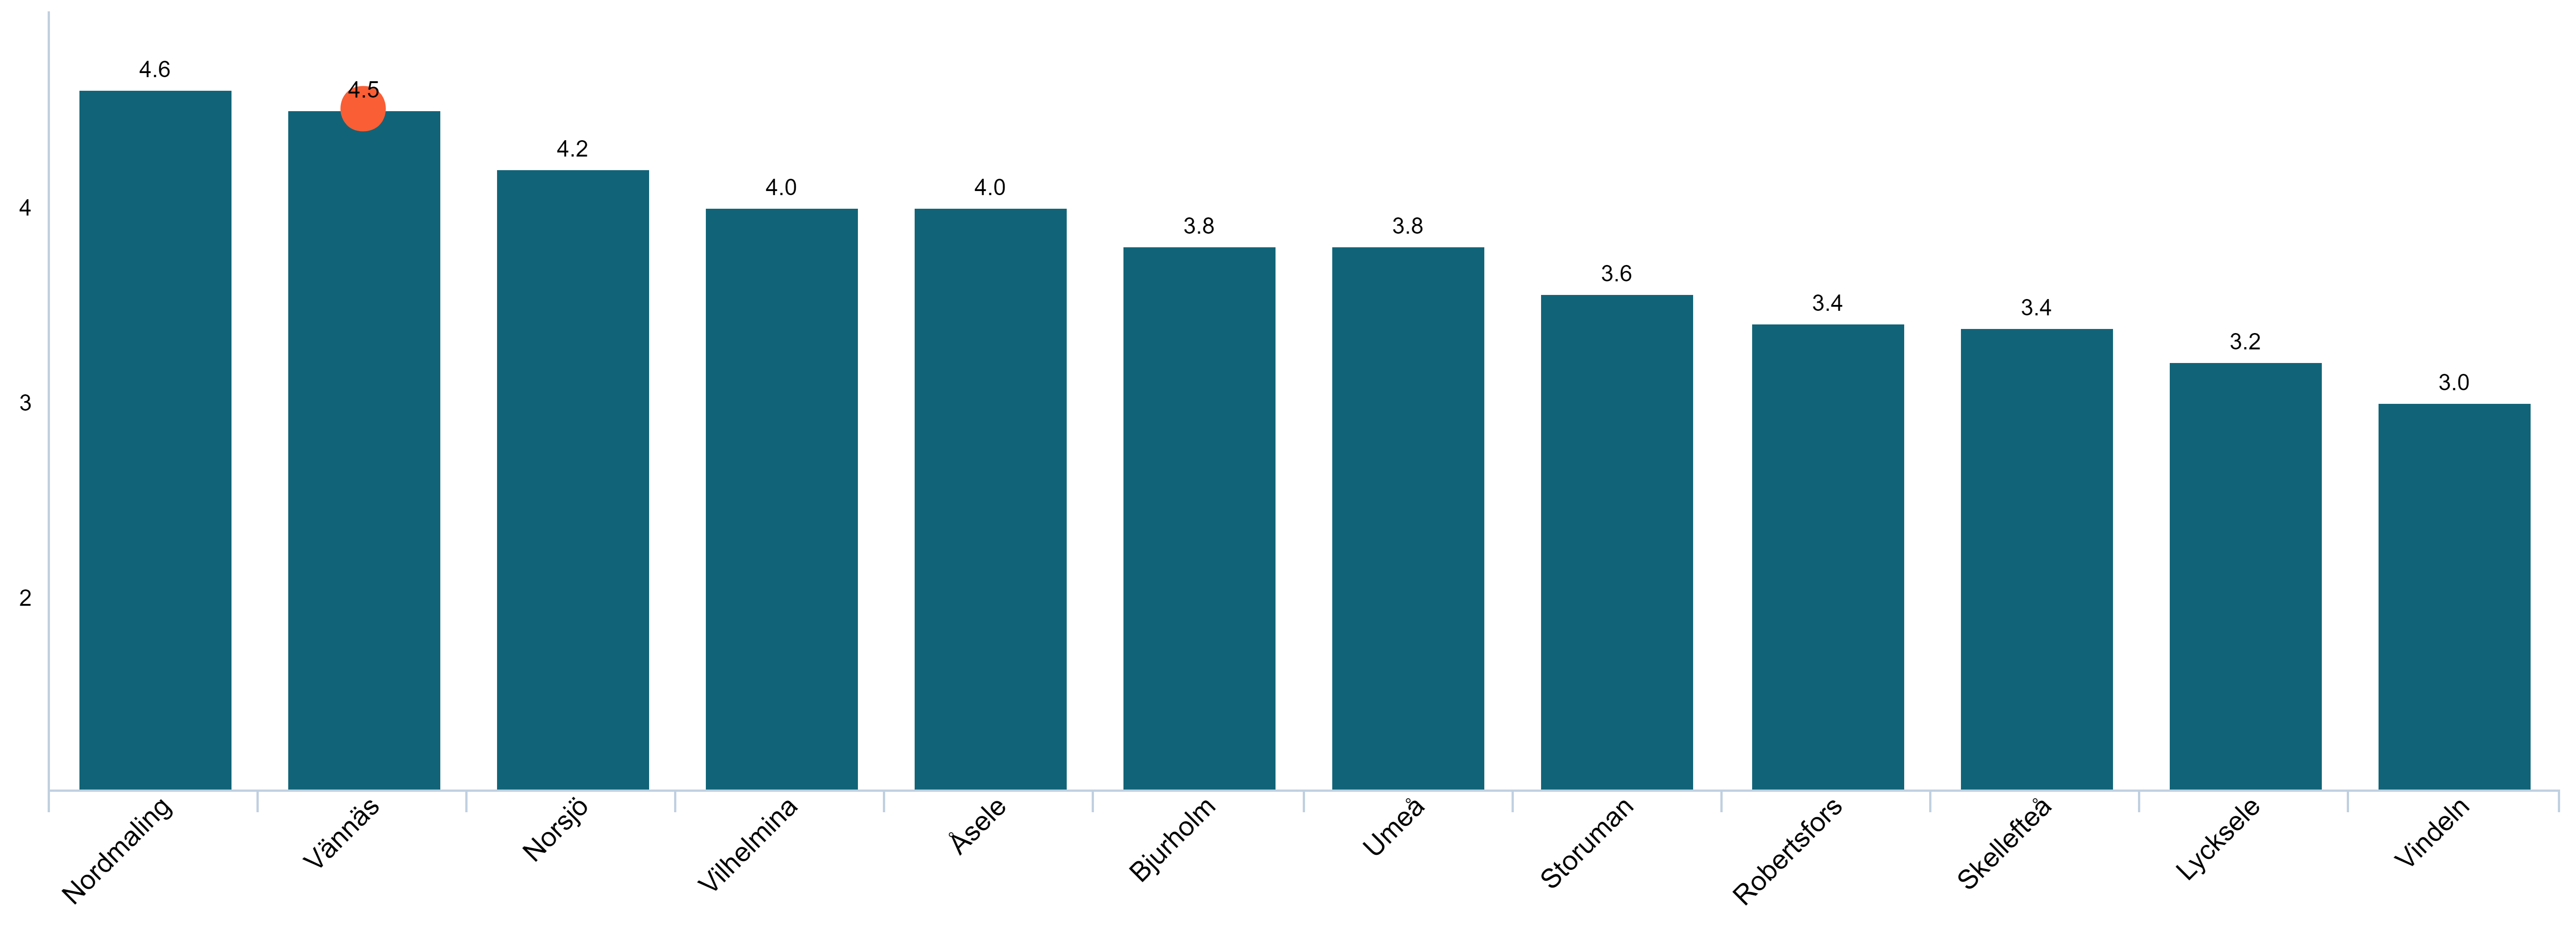 4.6
4.5
4.2
4.0
4.0
3.8
3.8
3.6
3.4
3.4
3.2
3.0
4
3
2
Nordmaling
Vännäs
Norsjö
Vilhelmina
Åsele
Bjurholm
Umeå
Storuman
Robertsfors
Skellefteå
Lycksele
Vindeln